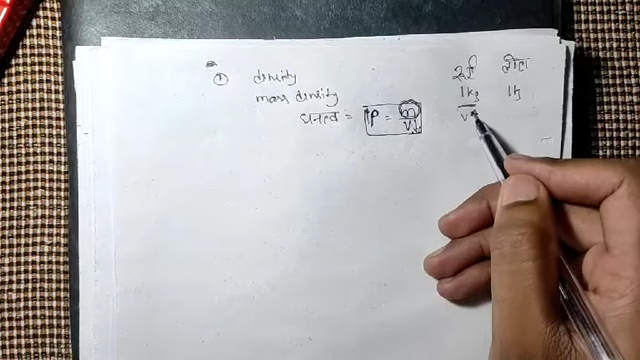 ① density
mass density
घनत्व = ρ = m/V
रूई लोहा
1kg 1kg
V↑